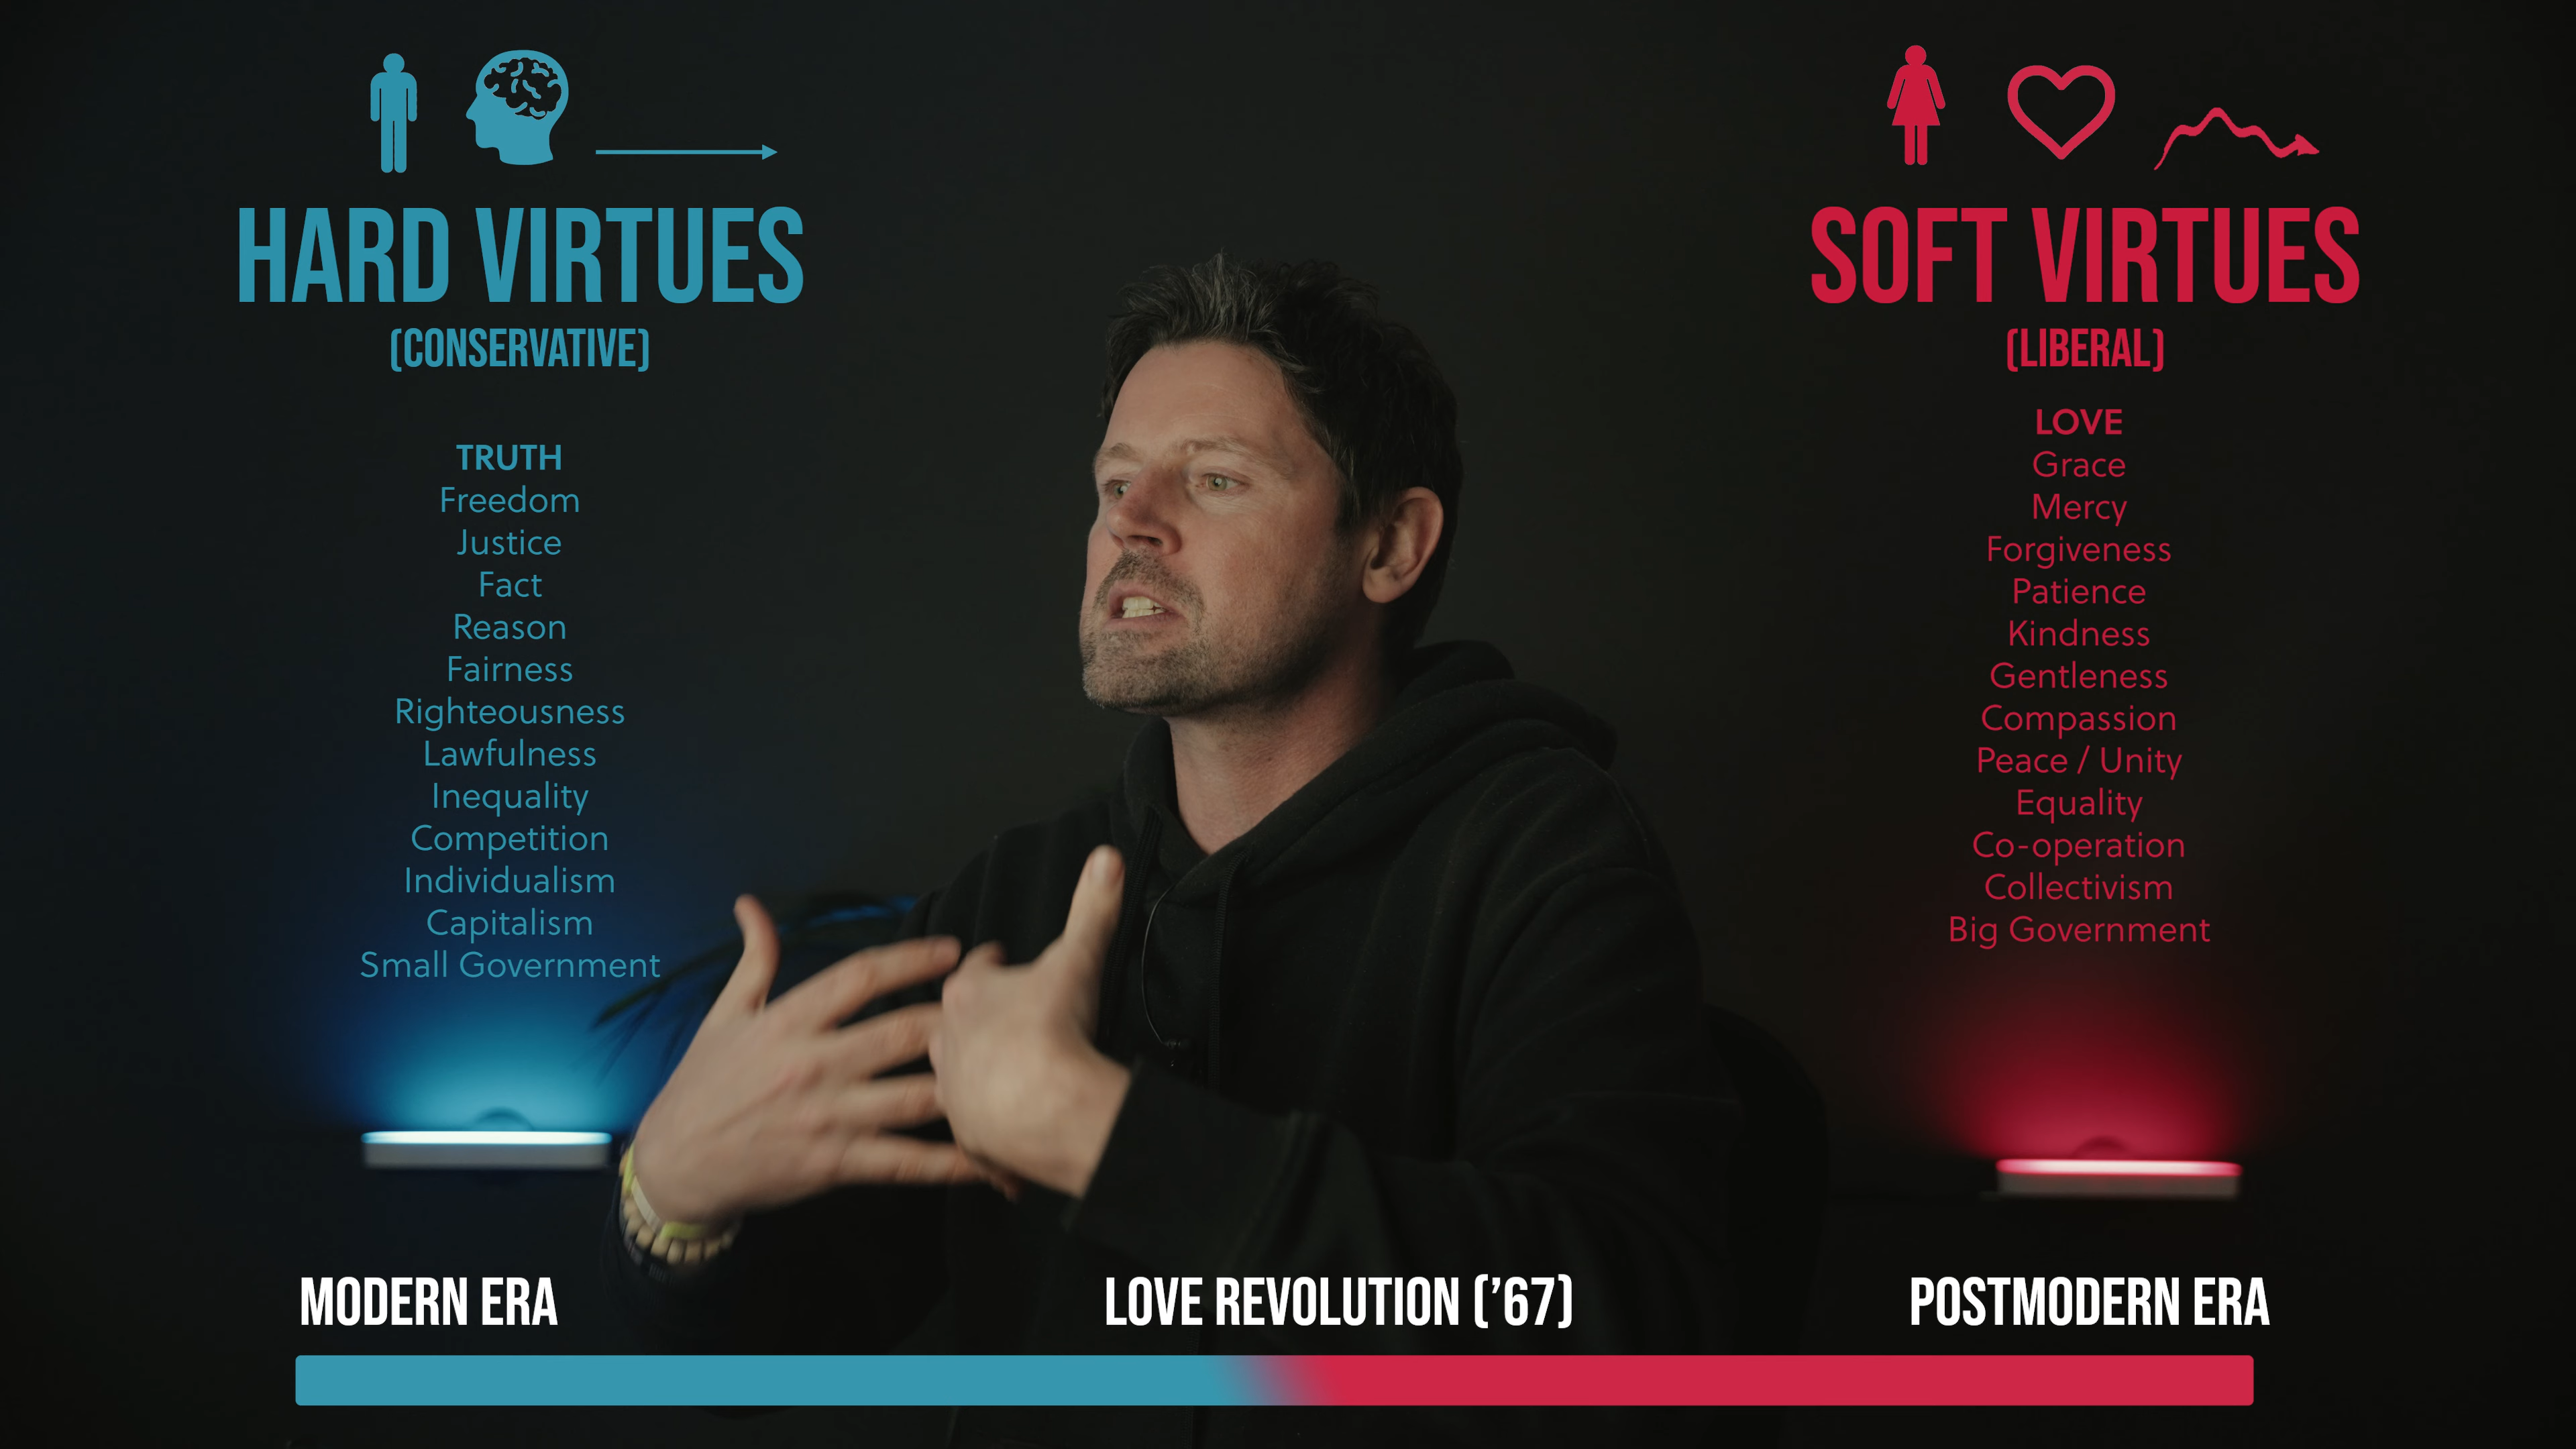 HARD VIRTUES
(CONSERVATIVE)
TRUTH
Freedom
Justice
Fact
Reason
Fairness
Righteousness
Lawfulness
Inequality
Competition
Individualism
Capitalism
Small Government
SOFT VIRTUES
(LIBERAL)
LOVE
Grace
Mercy
Forgiveness
Patience
Kindness
Gentleness
Compassion
Peace / Unity
Equality
Co-operation
Collectivism
Big Government
MODERN ERA
LOVE REVOLUTION ('67)
POSTMODERN ERA